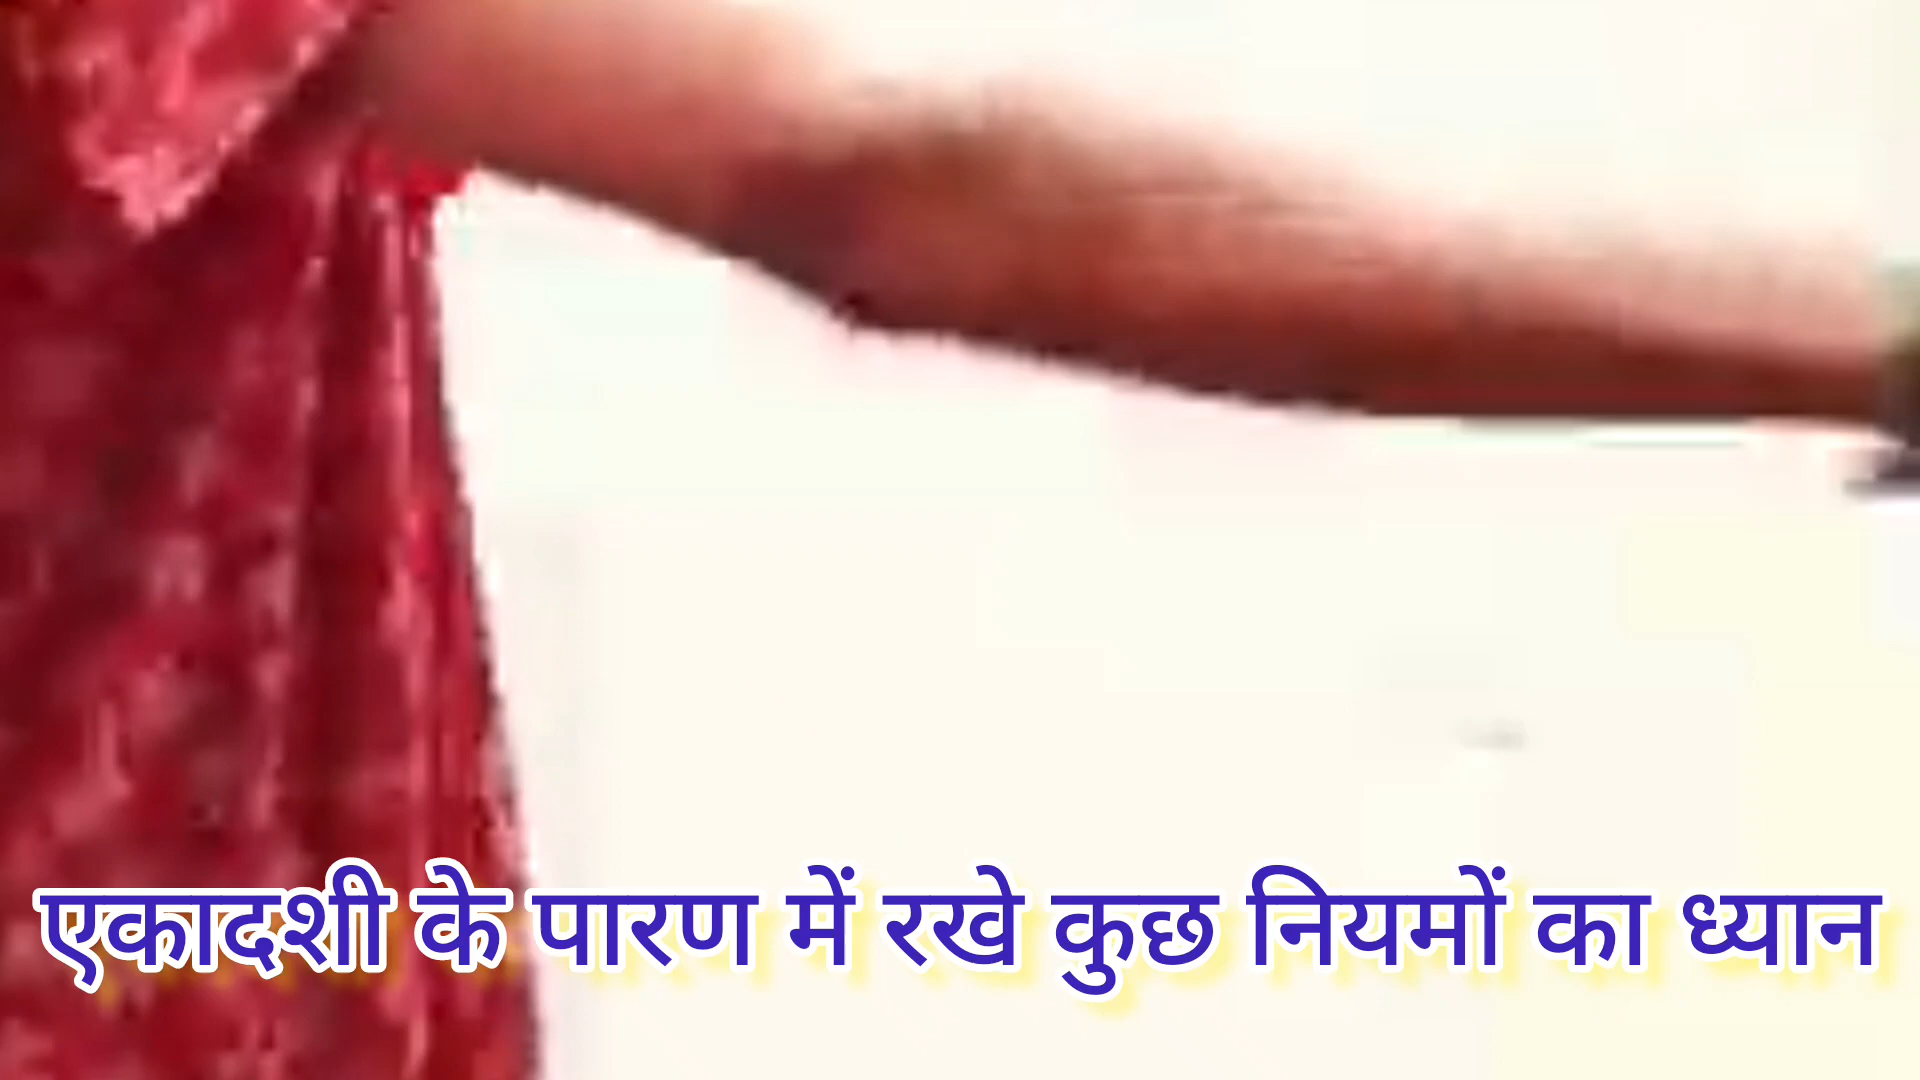 एकादशी के पारण में रखे कुछ नियमों का ध्यान